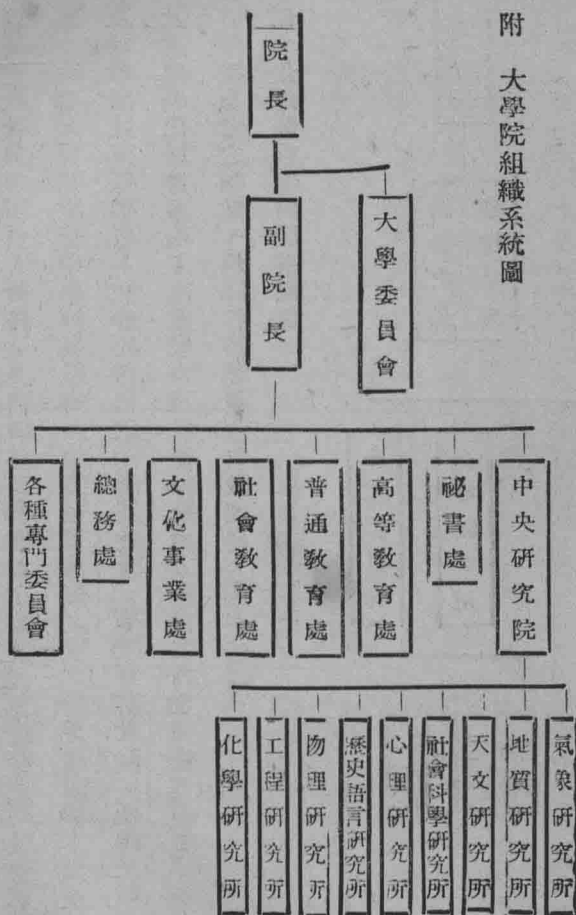 附　大學院組織系統圖
院長
大學委員會
副院長
中央研究院
祕書處
高等教育處
普通教育處
社會教育處
文化事業處
總務處
各種專門委員會
氣象研究所
地質研究所
天文研究所
社會科學研究所
心理研究所
歷史語言研究所
物理研究所
工程研究所
化學研究所